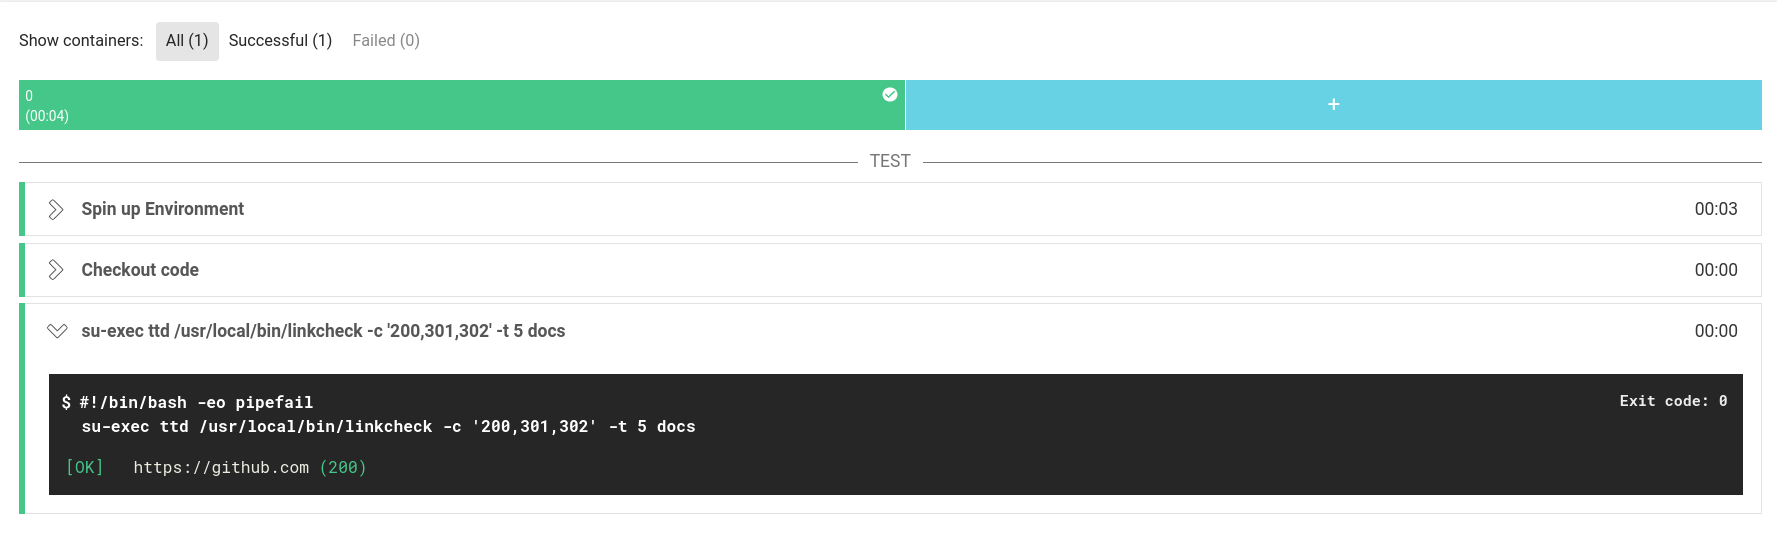 Show containers: All (1) Successful (1) Failed (0)
0
(00:04)
+
TEST
Spin up Environment 00:03
Checkout code 00:00
su-exec ttd /usr/local/bin/linkcheck -c '200,301,302' -t 5 docs 00:00
$ #!/bin/bash -eo pipefail Exit code: 0
su-exec ttd /usr/local/bin/linkcheck -c '200,301,302' -t 5 docs
[OK] https://github.com (200)